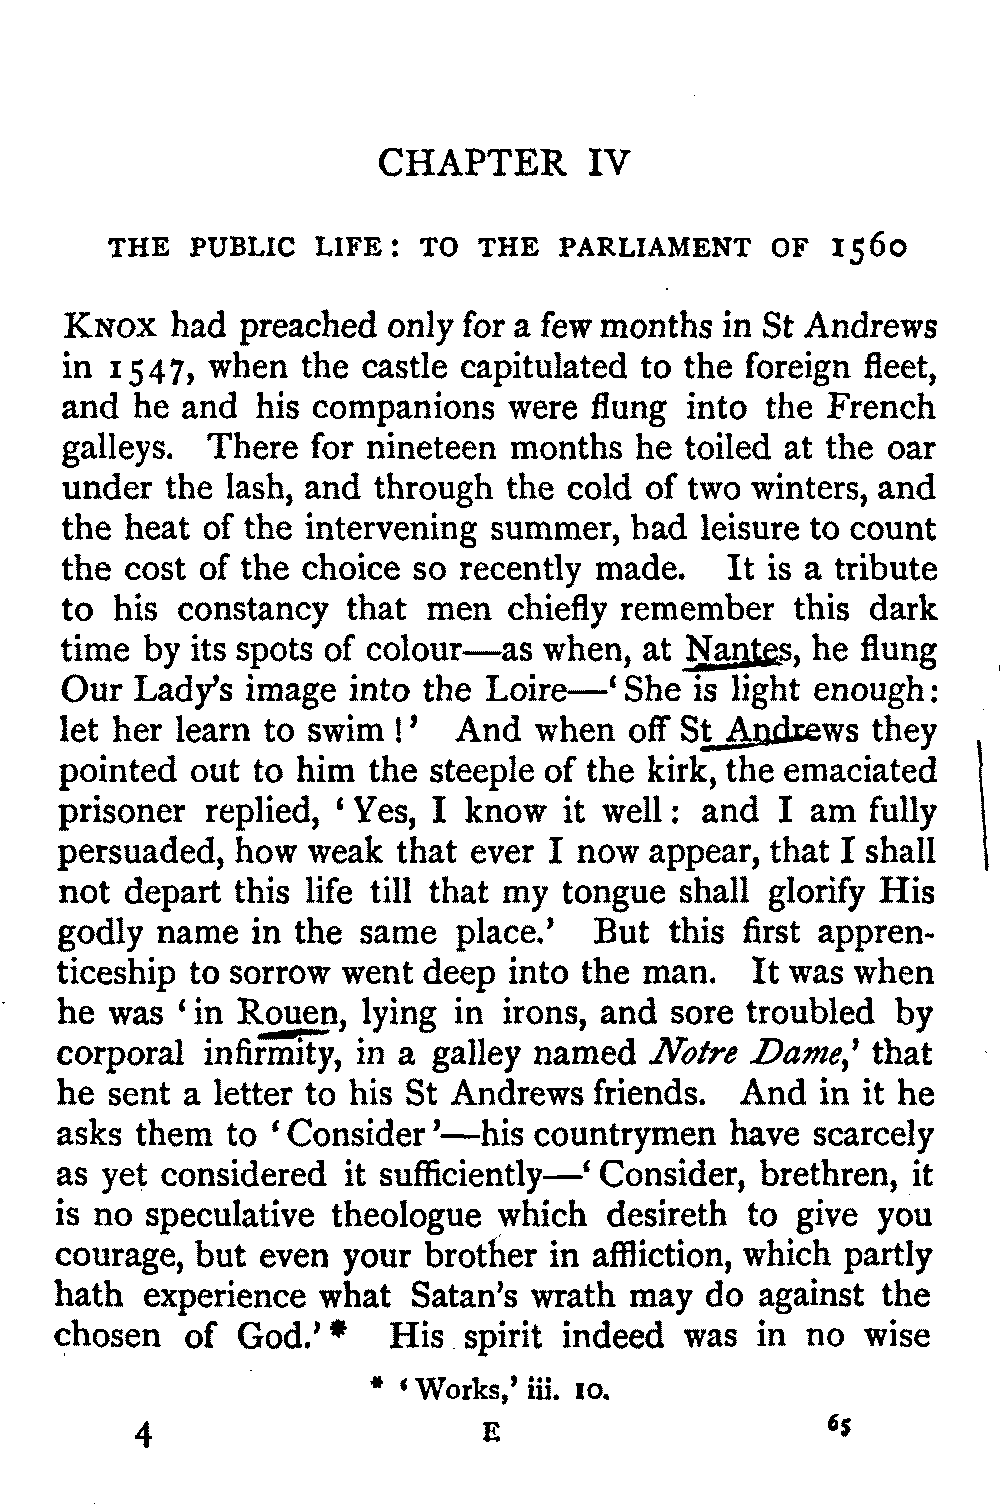 CHAPTER IV
THE PUBLIC LIFE: TO THE PARLIAMENT OF 1560
KNOX had preached only for a few months in St Andrews
in 1547, when the castle capitulated to the foreign fleet,
and he and his companions were flung into the French
galleys. There for nineteen months he toiled at the oar
under the lash, and through the cold of two winters, and
the heat of the intervening summer, had leisure to count
the cost of the choice so recently made. It is a tribute
to his constancy that men chiefly remember this dark
time by its spots of colour—as when, at Nantes, he flung
Our Lady's image into the Loire—‘She is light enough:
let her learn to swim!’ And when off St Andrews they
pointed out to him the steeple of the kirk, the emaciated
prisoner replied, ‘Yes, I know it well: and I am fully
persuaded, how weak that ever I now appear, that I shall
not depart this life till that my tongue shall glorify His
godly name in the same place.’ But this first appren-
ticeship to sorrow went deep into the man. It was when
he was ‘in Rouen, lying in irons, and sore troubled by
corporal infirmity, in a galley named Notre Dame,’ that
he sent a letter to his St Andrews friends. And in it he
asks them to ‘Consider’—his countrymen have scarcely
as yet considered it sufficiently—‘Consider, brethren, it
is no speculative theologue which desireth to give you
courage, but even your brother in affliction, which partly
hath experience what Satan's wrath may do against the
chosen of God.’* His spirit indeed was in no wise
* ‘Works,’ iii. 10.
4 E 65